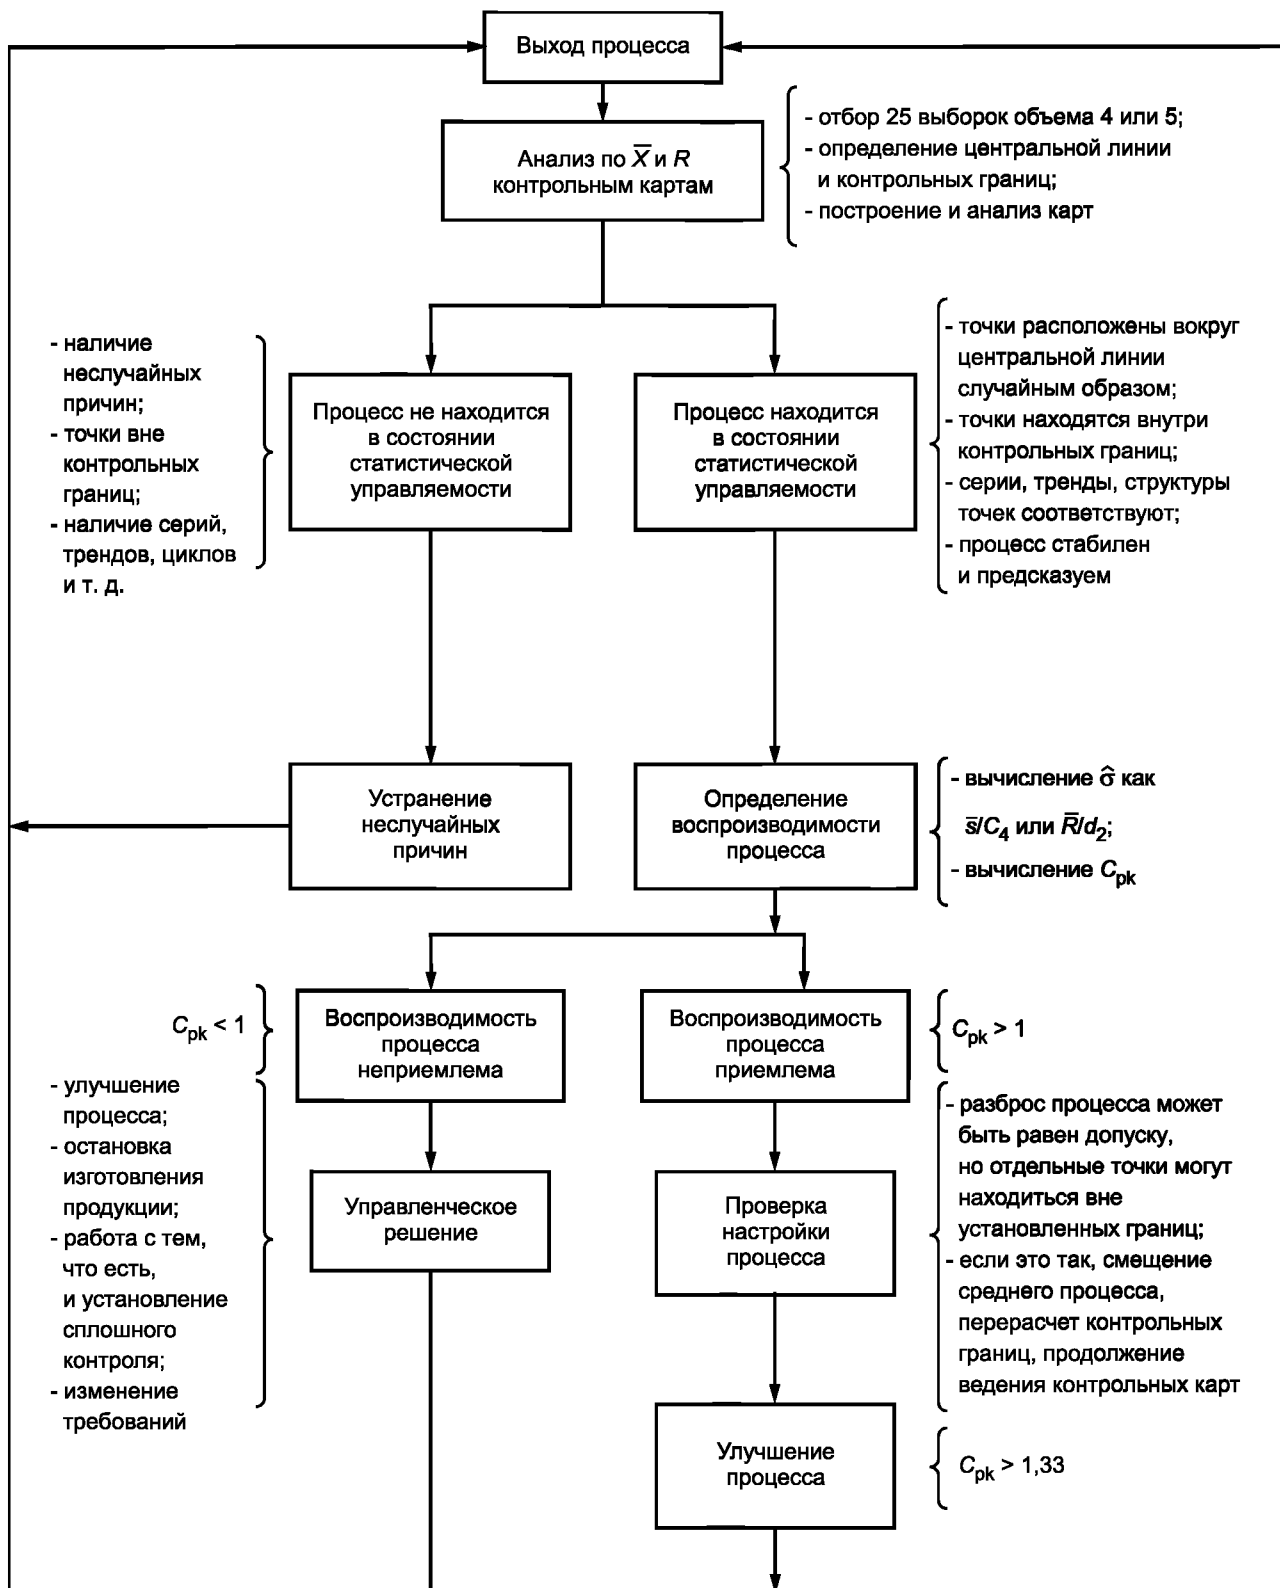 Выход процесса
Анализ по X̅ и R
контрольным картам
- отбор 25 выборок объема 4 или 5;
- определение центральной линии
и контрольных границ;
- построение и анализ карт
- наличие
неслучайных
причин;
- точки вне
контрольных
границ;
- наличие серий,
трендов, циклов
и т. д.
Процесс не находится
в состоянии
статистической
управляемости
Процесс находится
в состоянии
статистической
управляемости
- точки расположены вокруг
центральной линии
случайным образом;
- точки находятся внутри
контрольных границ;
- серии, тренды, структуры
точек соответствуют;
- процесс стабилен
и предсказуем
Устранение
неслучайных
причин
Определение
воспроизводимости
процесса
- вычисление σ̂ как
s̅/C₄ или R̅/d₂;
- вычисление Cpk
Cpk < 1
Воспроизводимость
процесса
неприемлема
Воспроизводимость
процесса
приемлема
Cpk > 1
- улучшение
процесса;
- остановка
изготовления
продукции;
- работа с тем,
что есть,
и установление
сплошного
контроля;
- изменение
требований
Управленческое
решение
Проверка
настройки
процесса
- разброс процесса может
быть равен допуску,
но отдельные точки могут
находиться вне
установленных границ;
- если это так, смещение
среднего процесса,
перерасчет контрольных
границ, продолжение
ведения контрольных карт
Улучшение
процесса
Cpk > 1,33